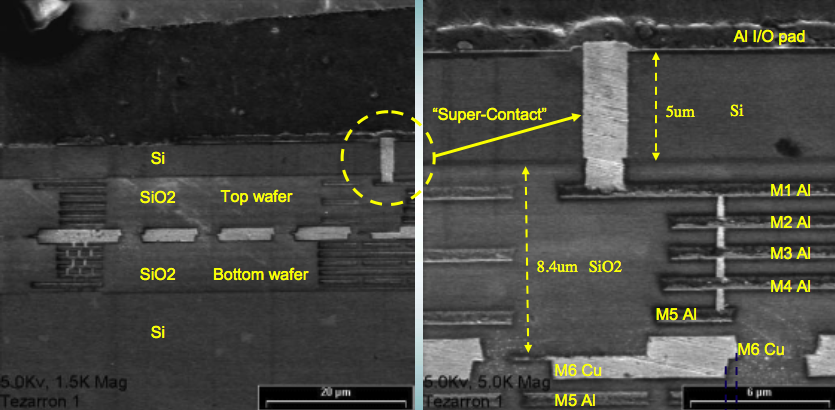 Si
SiO2 Top wafer
SiO2 Bottom wafer
Si
5.0Kv, 1.5K Mag
Tezarron 1
20 µm
"Super-Contact"
Al I/O pad
5um Si
M1 Al
M2 Al
M3 Al
M4 Al
8.4um SiO2
M5 Al
M6 Cu
M6 Cu
M5 Al
5.0Kv, 5.0K Mag
Tezarron 1
6 µm